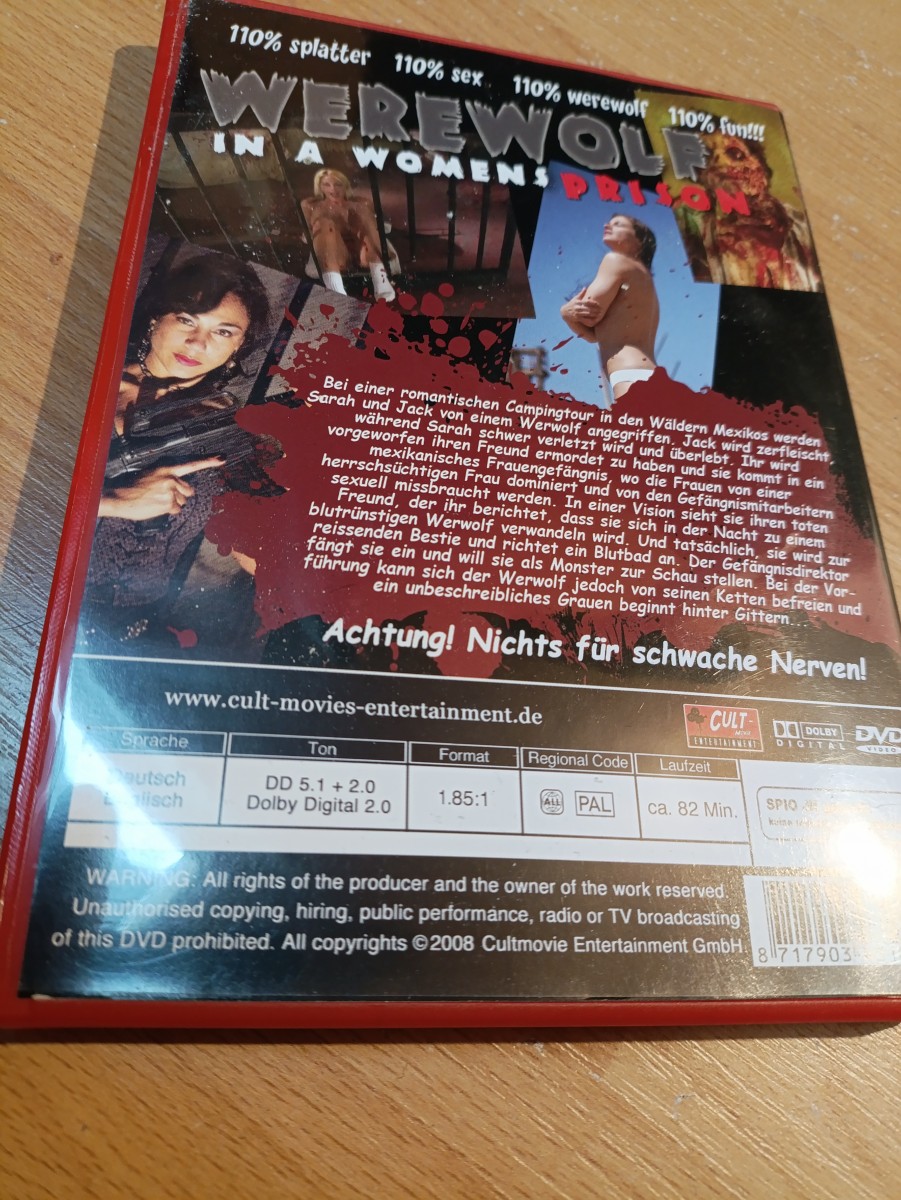 110% splatter 110% sex 110% werewolf 110% fun!!!
WEREWOLF
IN A WOMENS PRISON
Bei einer romantischen Campingtour in den Wäldern Mexikos werden
Sarah und Jack von einem Werwolf angegriffen. Jack wird zerfleischt
während Sarah schwer verletzt wird und überlebt. Ihr wird
vorgeworfen ihren Freund ermordet zu haben und sie kommt in ein
mexikanisches Frauengefängnis, wo die Frauen von einer
herrschsüchtigen Frau dominiert und von den Gefängnismitarbeitern
sexuell missbraucht werden. In einer Vision sieht sie ihren toten
Freund, der ihr berichtet, dass sie sich in der Nacht zu einem
blutrünstigen Werwolf verwandeln wird. Und tatsächlich, sie wird zur
reissenden Bestie und richtet ein Blutbad an. Der Gefängnisdirektor
fängt sie ein und will sie als Monster zur Schau stellen. Bei der Vor-
führung kann sich der Werwolf jedoch von seinen Ketten befreien und
ein unbeschreibliches Grauen beginnt hinter Gittern...
Achtung! Nichts für schwache Nerven!
www.cult-movies-entertainment.de
CULT-
MOVIE
ENTERTAINMENT
DOLBY
DIGITAL
DVD
VIDEO
Sprache Ton Format Regional Code Laufzeit
Deutsch
Englisch
DD 5.1 + 2.0
Dolby Digital 2.0
1.85:1
ALL PAL
ca. 82 Min.
SPIO
WARNING: All rights of the producer and the owner of the work reserved.
Unauthorised copying, hiring, public performance, radio or TV broadcasting
of this DVD prohibited. All copyrights ©2008 Cultmovie Entertainment GmbH.
8 717903